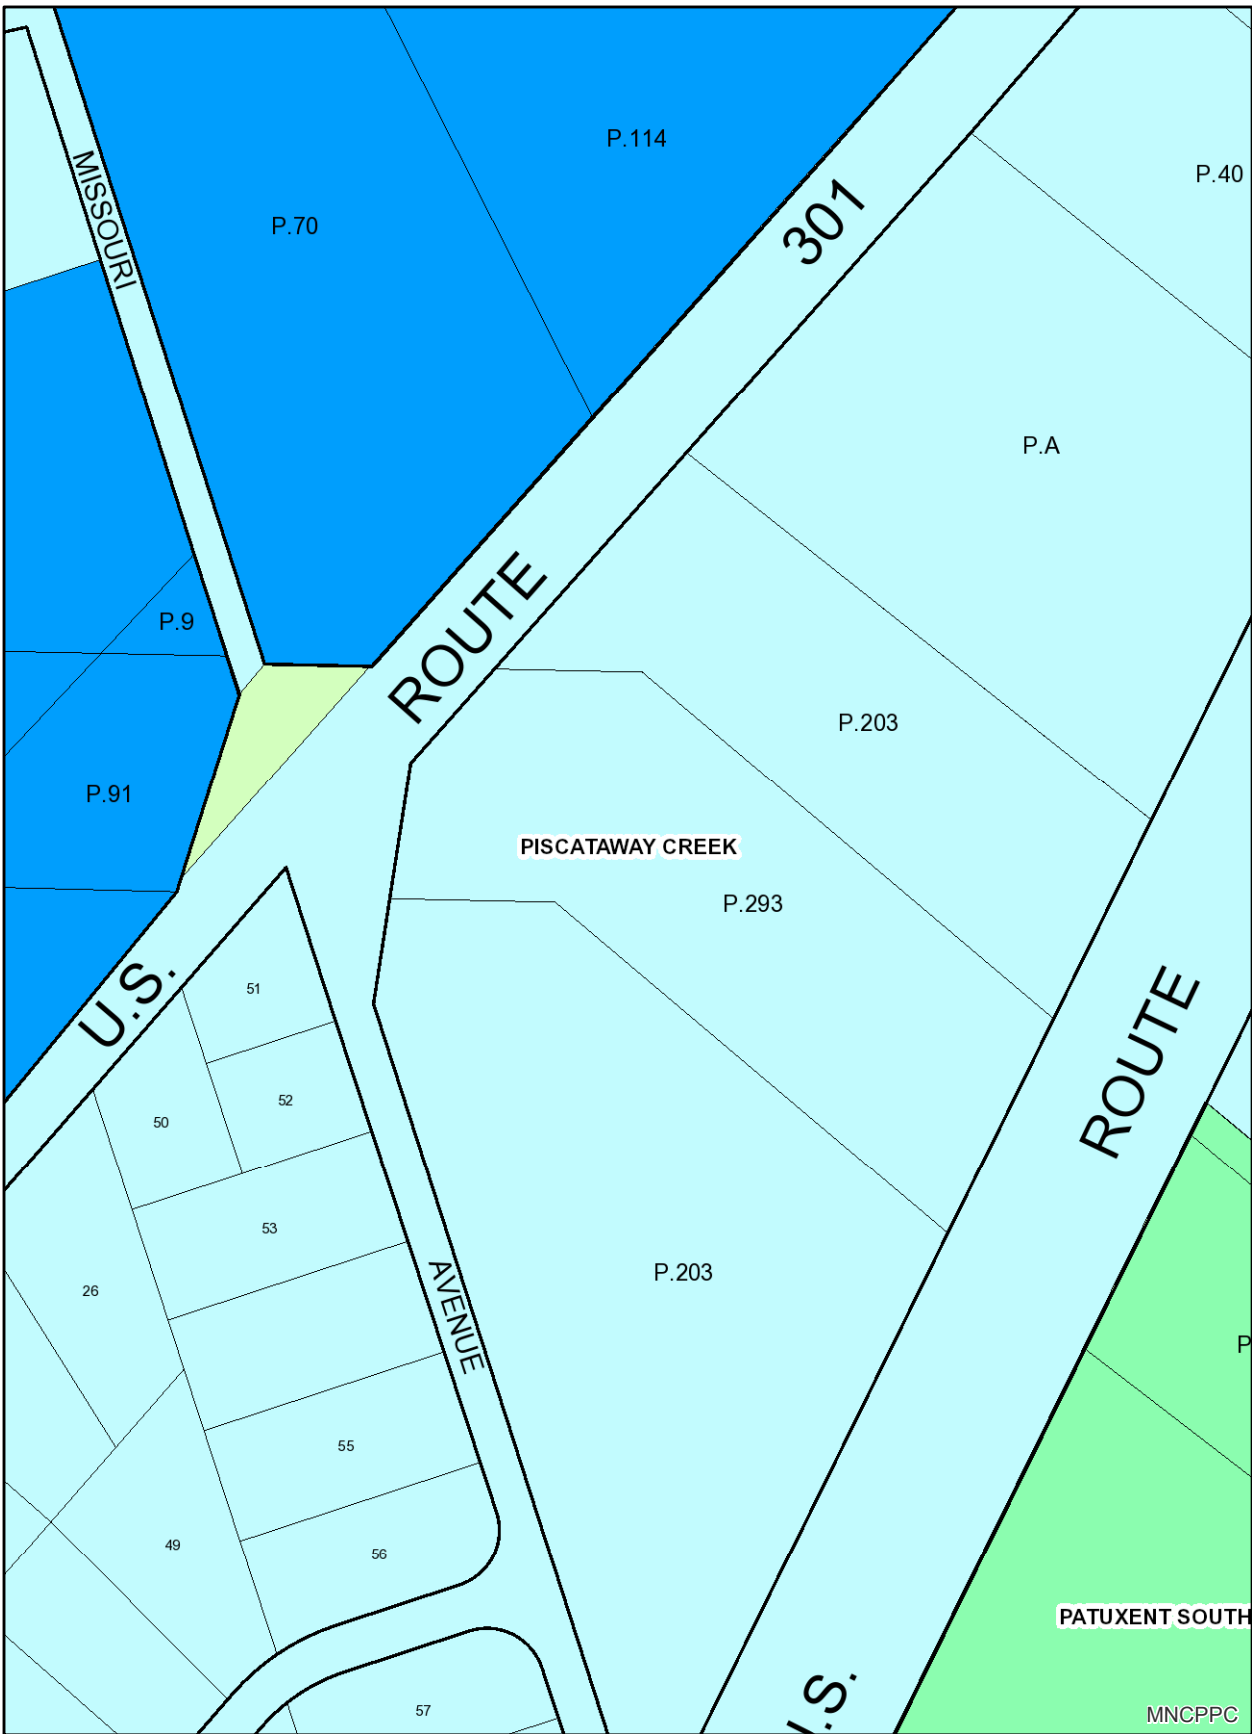 P.114
P.40
MISSOURI
P.70
301
P.A
ROUTE
P.9
P.203
P.91
PISCATAWAY CREEK
P.293
U.S.
51
ROUTE
52
50
53
P.203
26
AVENUE
P
55
49
56
PATUXENT SOUTH
.S.
57
MNCPPC